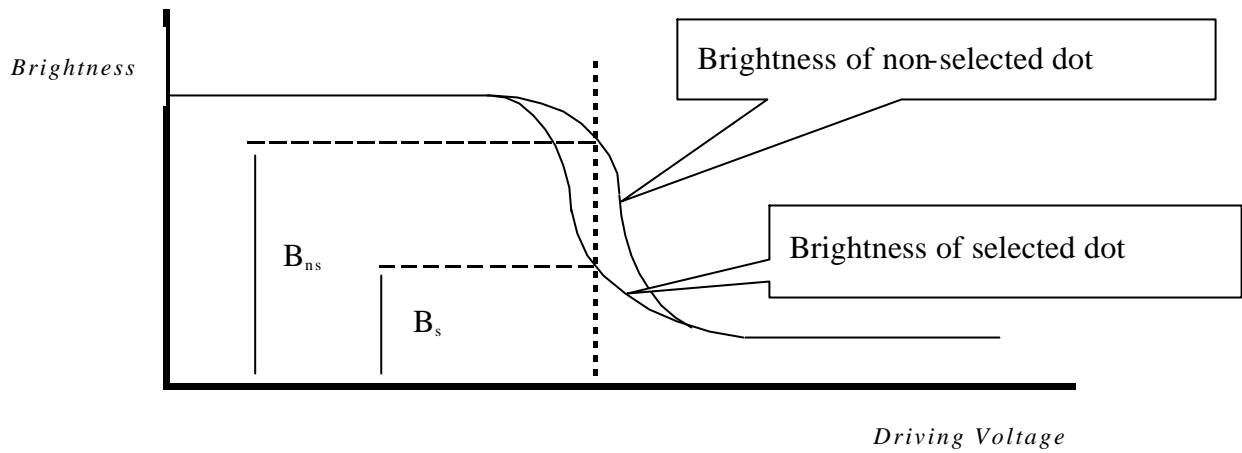 Brightness
Brightness of non-selected dot
Brightness of selected dot
Bns
Bs
Driving Voltage